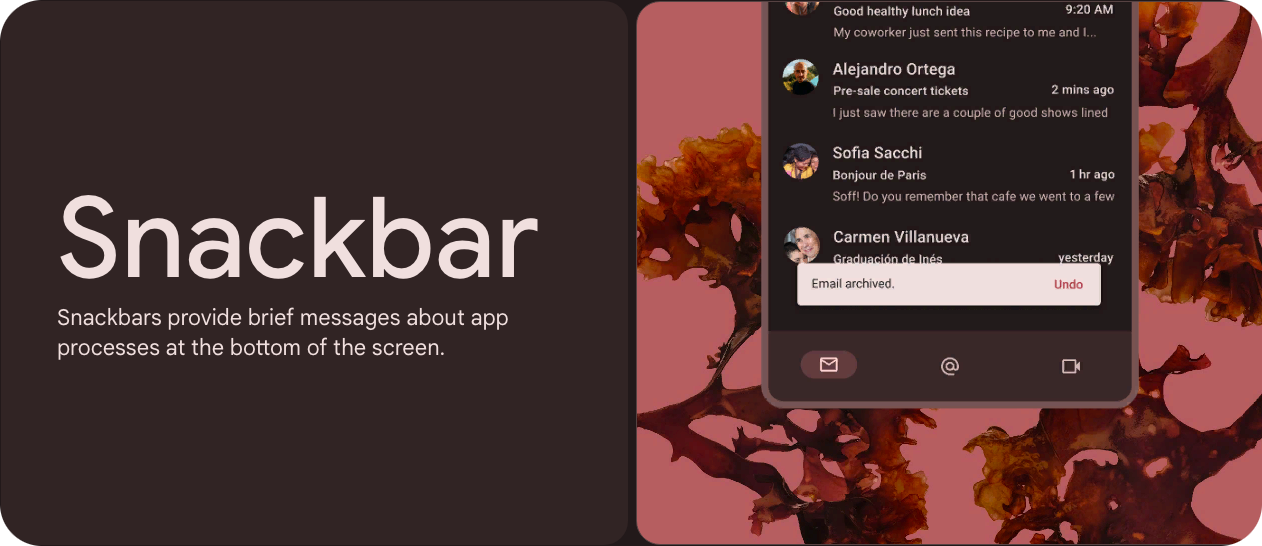 Snackbar
Snackbars provide brief messages about app
processes at the bottom of the screen.
Good healthy lunch idea 9:20 AM
My coworker just sent this recipe to me and I...
Alejandro Ortega
Pre-sale concert tickets 2 mins ago
I just saw there are a couple of good shows lined
Sofia Sacchi
Bonjour de Paris 1 hr ago
Soff! Do you remember that cafe we went to a few
Carmen Villanueva
Graduación de Inés yesterday
Email archived. Undo